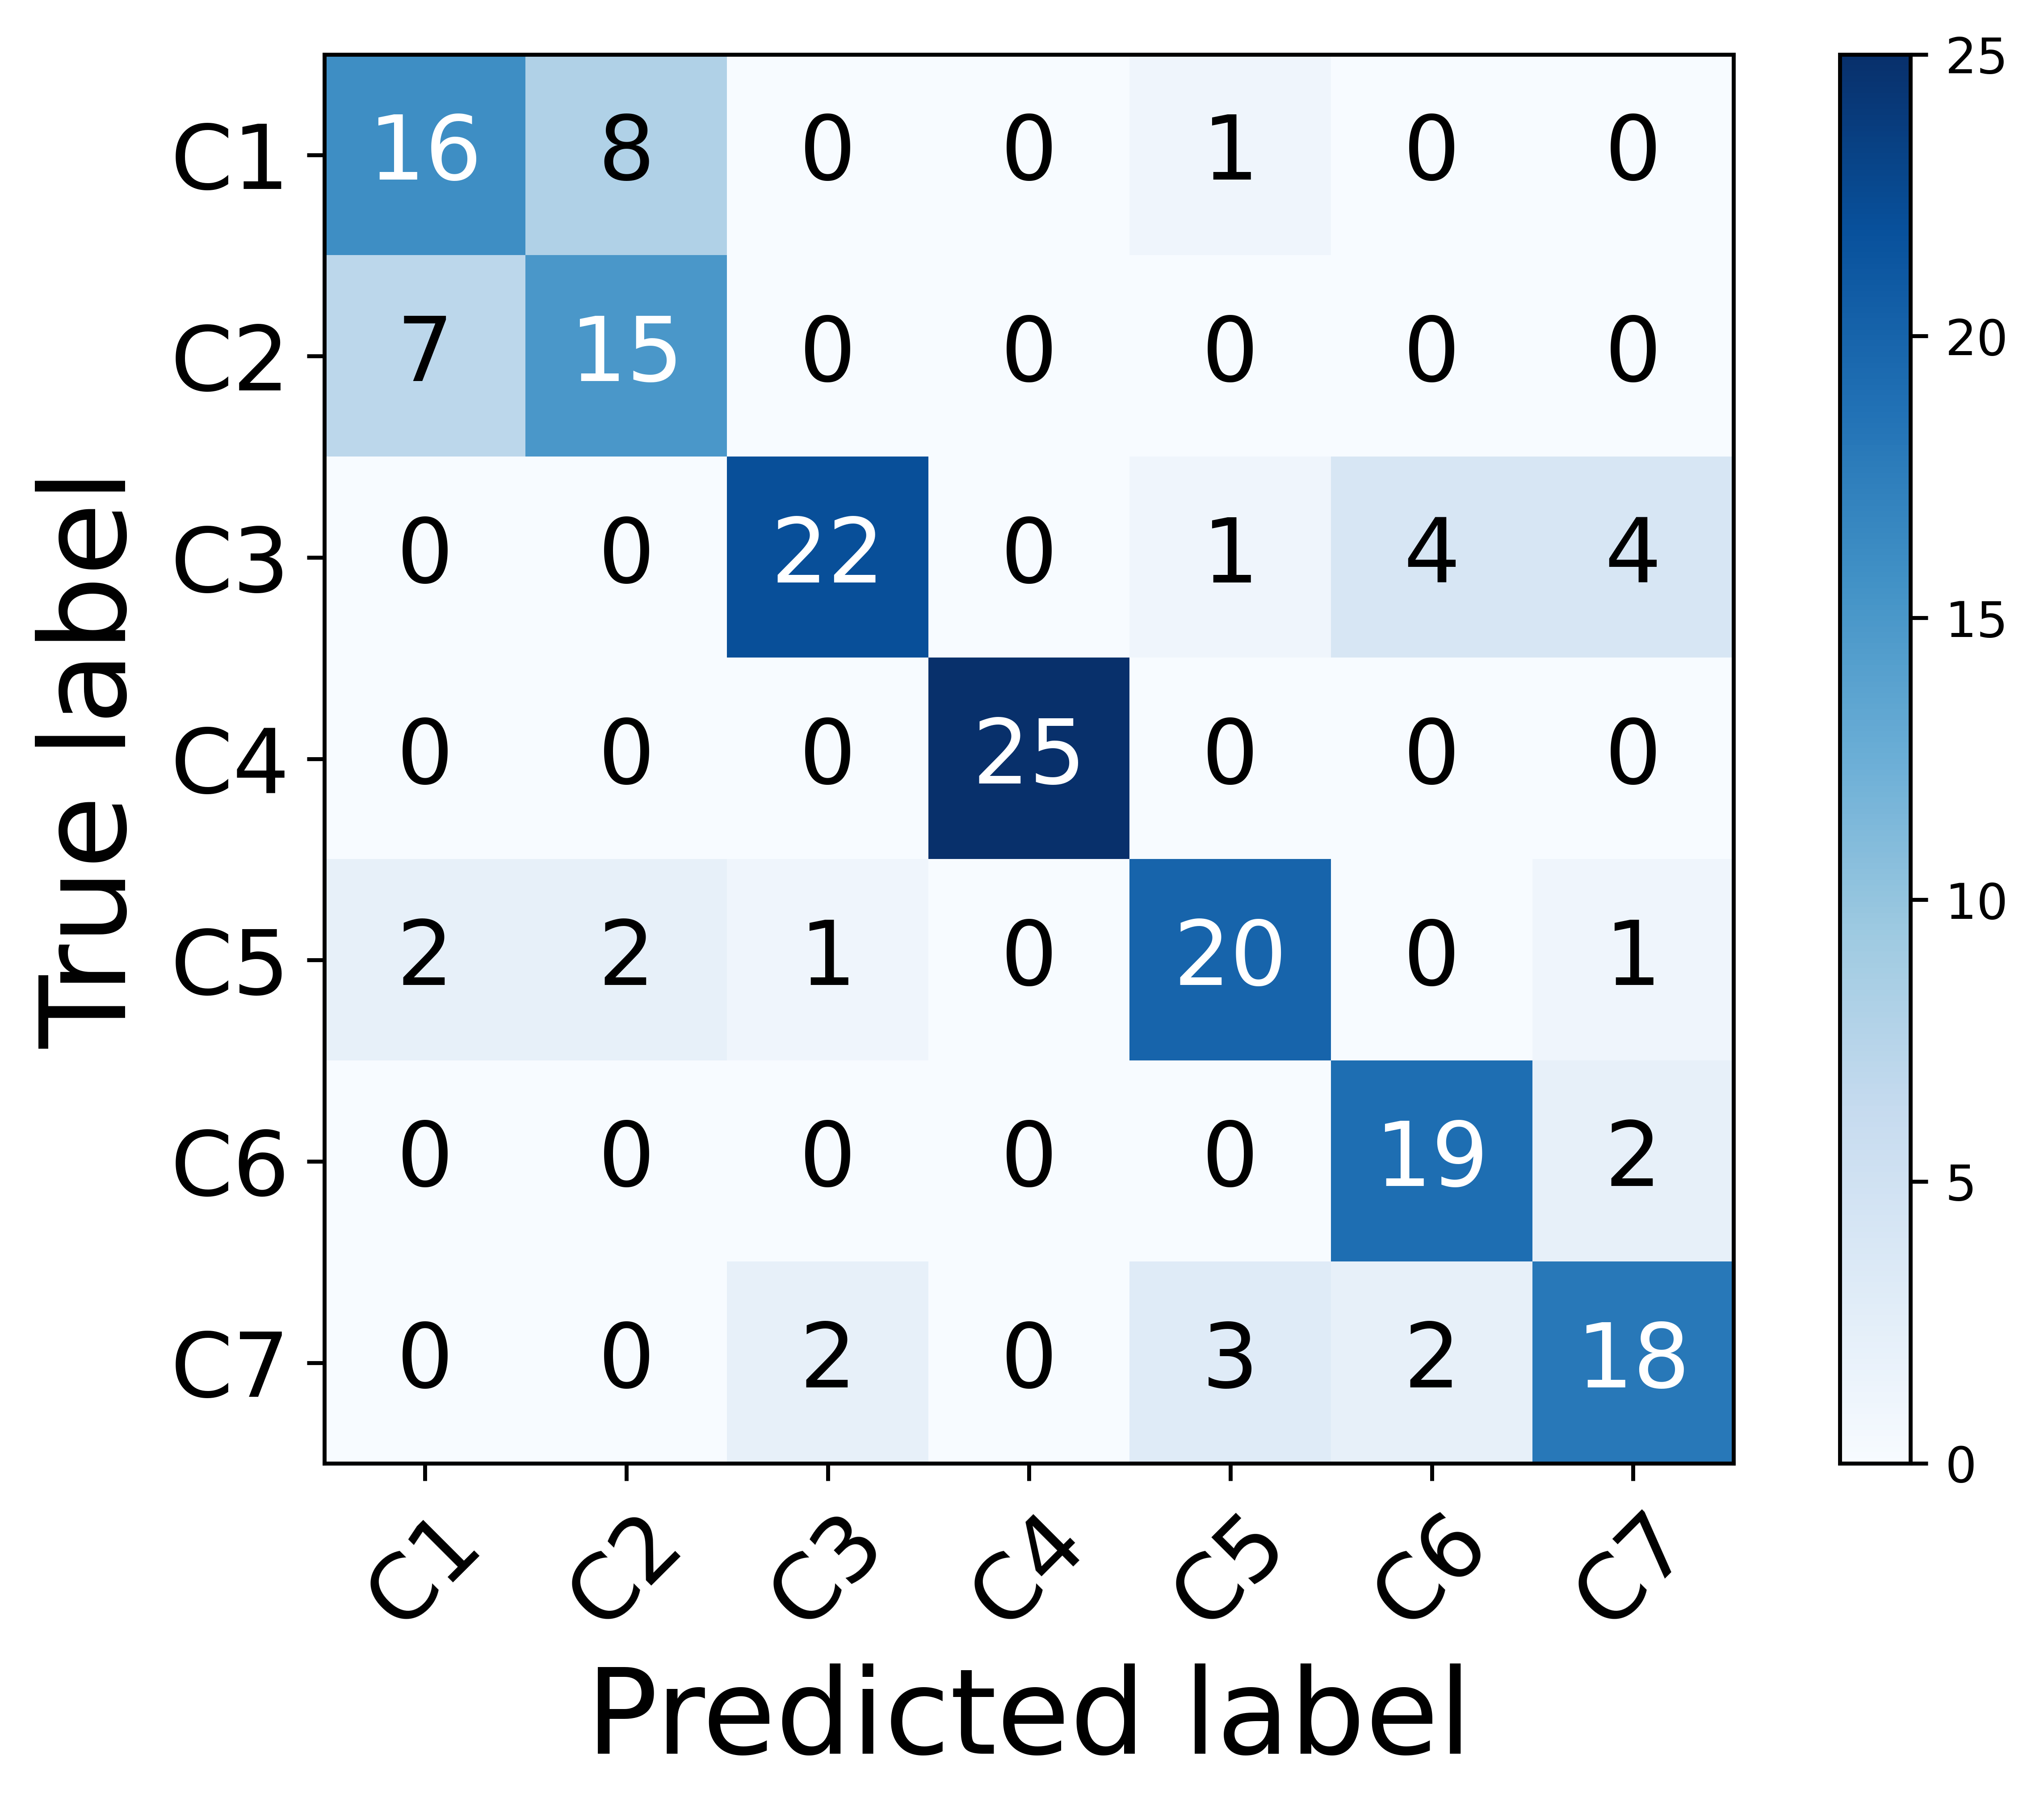 True label
C1 16 8 0 0 1 0 0
C2 7 15 0 0 0 0 0
C3 0 0 22 0 1 4 4
C4 0 0 0 25 0 0 0
C5 2 2 1 0 20 0 1
C6 0 0 0 0 0 19 2
C7 0 0 2 0 3 2 18
C1 C2 C3 C4 C5 C6 C7
Predicted label
25
20
15
10
5
0